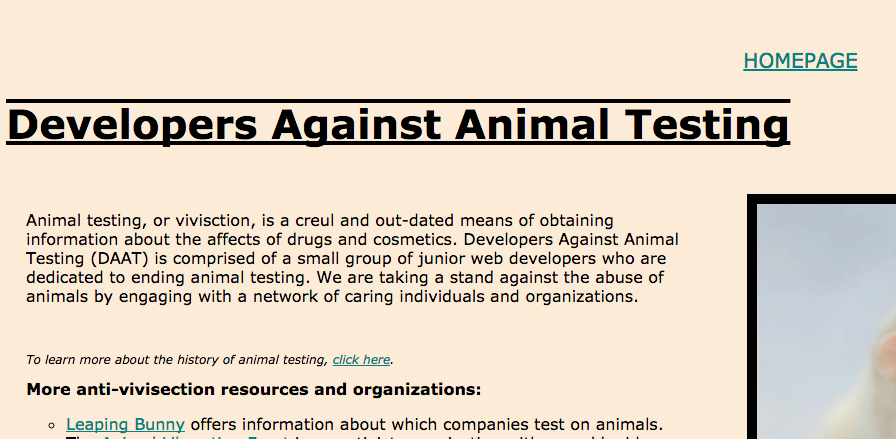 HOMEPAGE
Developers Against Animal Testing
Animal testing, or vivisction, is a creul and out-dated means of obtaining
information about the affects of drugs and cosmetics. Developers Against Animal
Testing (DAAT) is comprised of a small group of junior web developers who are
dedicated to ending animal testing. We are taking a stand against the abuse of
animals by engaging with a network of caring individuals and organizations.
To learn more about the history of animal testing, click here.
More anti-vivisection resources and organizations:
Leaping Bunny offers information about which companies test on animals.